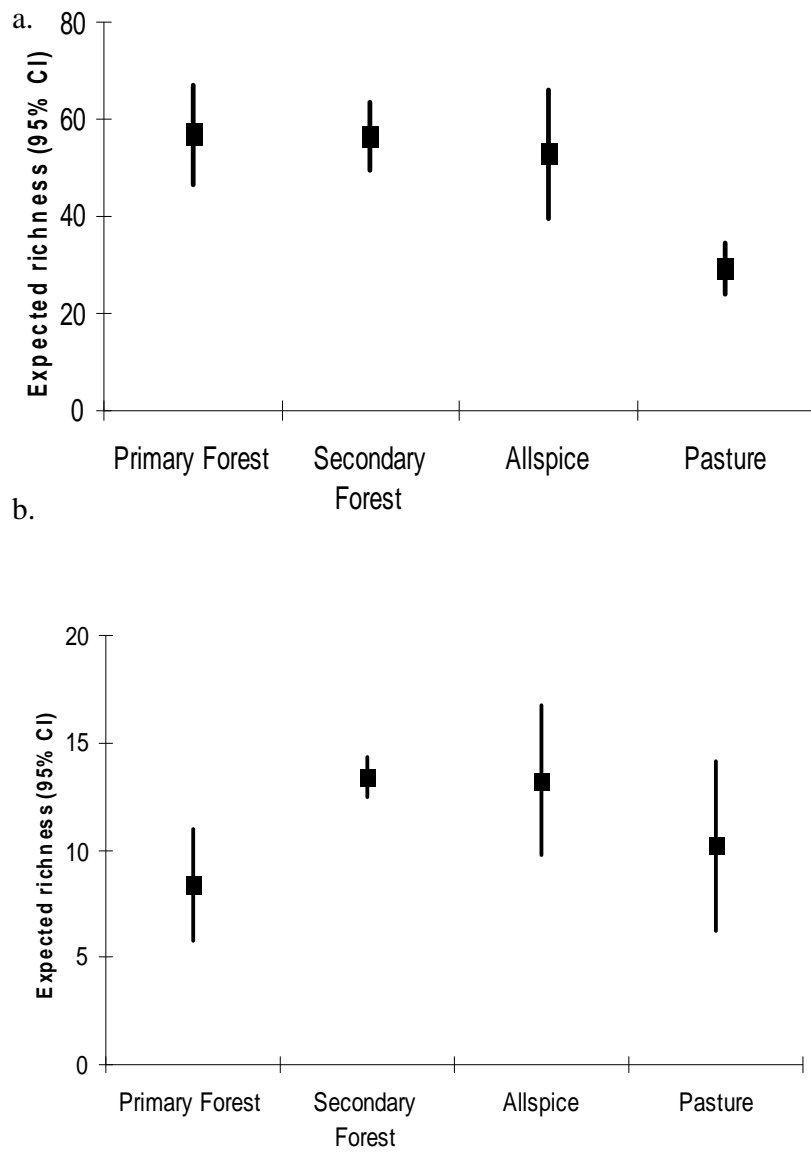 a.
Expected richness (95% CI)
80
60
40
20
0
Primary Forest
Secondary
Forest
Allspice
Pasture
b.
Expected richness (95% CI)
20
15
10
5
0
Primary Forest
Secondary
Forest
Allspice
Pasture